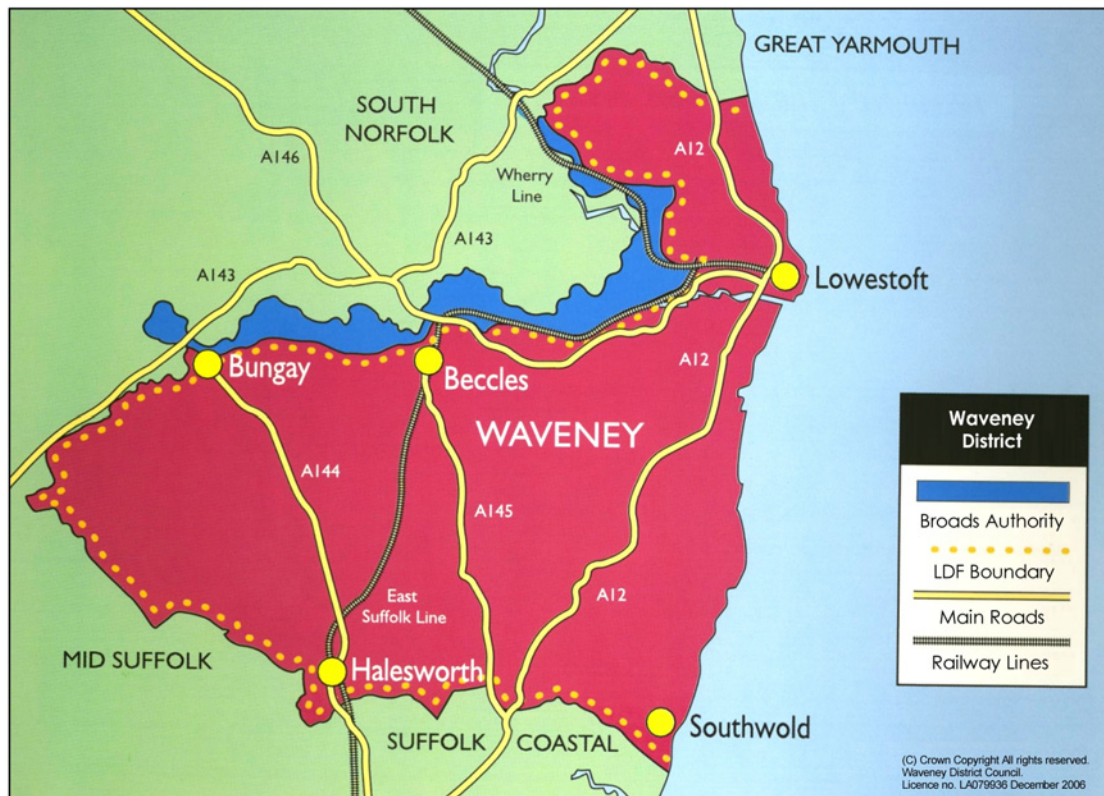 GREAT YARMOUTH
SOUTH
NORFOLK
A146
A12
Wherry
Line
A143
A143
Lowestoft
Bungay
Beccles
A12
WAVENEY
A144
A145
East
Suffolk Line
A12
MID SUFFOLK
Halesworth
SUFFOLK
COASTAL
Southwold
Waveney
District
Broads Authority
LDF Boundary
Main Roads
Railway Lines
(C) Crown Copyright All rights reserved.
Waveney District Council.
Licence no. LA079936 December 2006